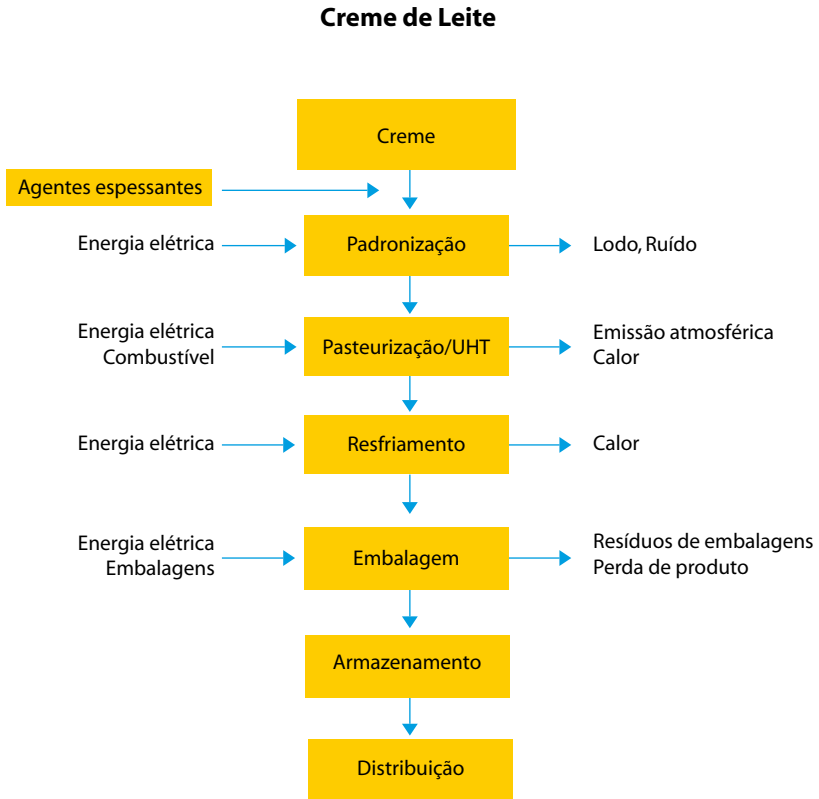 Creme de Leite
Creme
Agentes espessantes
Energia elétrica
Padronização
Lodo, Ruído
Energia elétrica
Combustível
Pasteurização/UHT
Emissão atmosférica
Calor
Energia elétrica
Resfriamento
Calor
Energia elétrica
Embalagens
Embalagem
Resíduos de embalagens
Perda de produto
Armazenamento
Distribuição